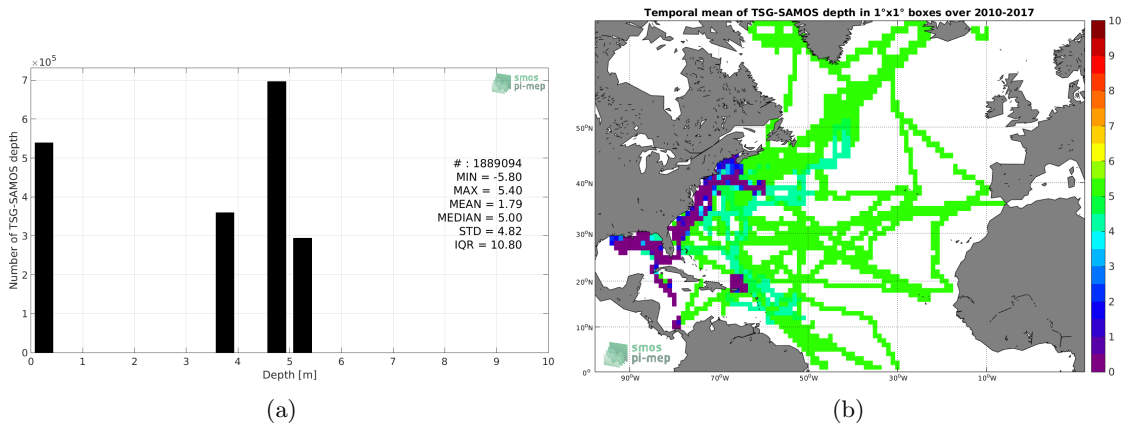 Temporal mean of TSG-SAMOS depth in 1°x1° boxes over 2010-2017
×10⁵
7
6
5
4
3
2
1
0
Number of TSG-SAMOS depth
smos
pi-mep
# : 1889094
MIN = -5.80
MAX = 5.40
MEAN = 1.79
MEDIAN = 5.00
STD = 4.82
IQR = 10.80
0 1 2 3 4 5 6 7 8 9 10
Depth [m]
(a)
50°N
40°N
30°N
20°N
10°N
0°
90°W 70°W 50°W 30°W 10°W
smos
pi-mep
10
9
8
7
6
5
4
3
2
1
0
(b)